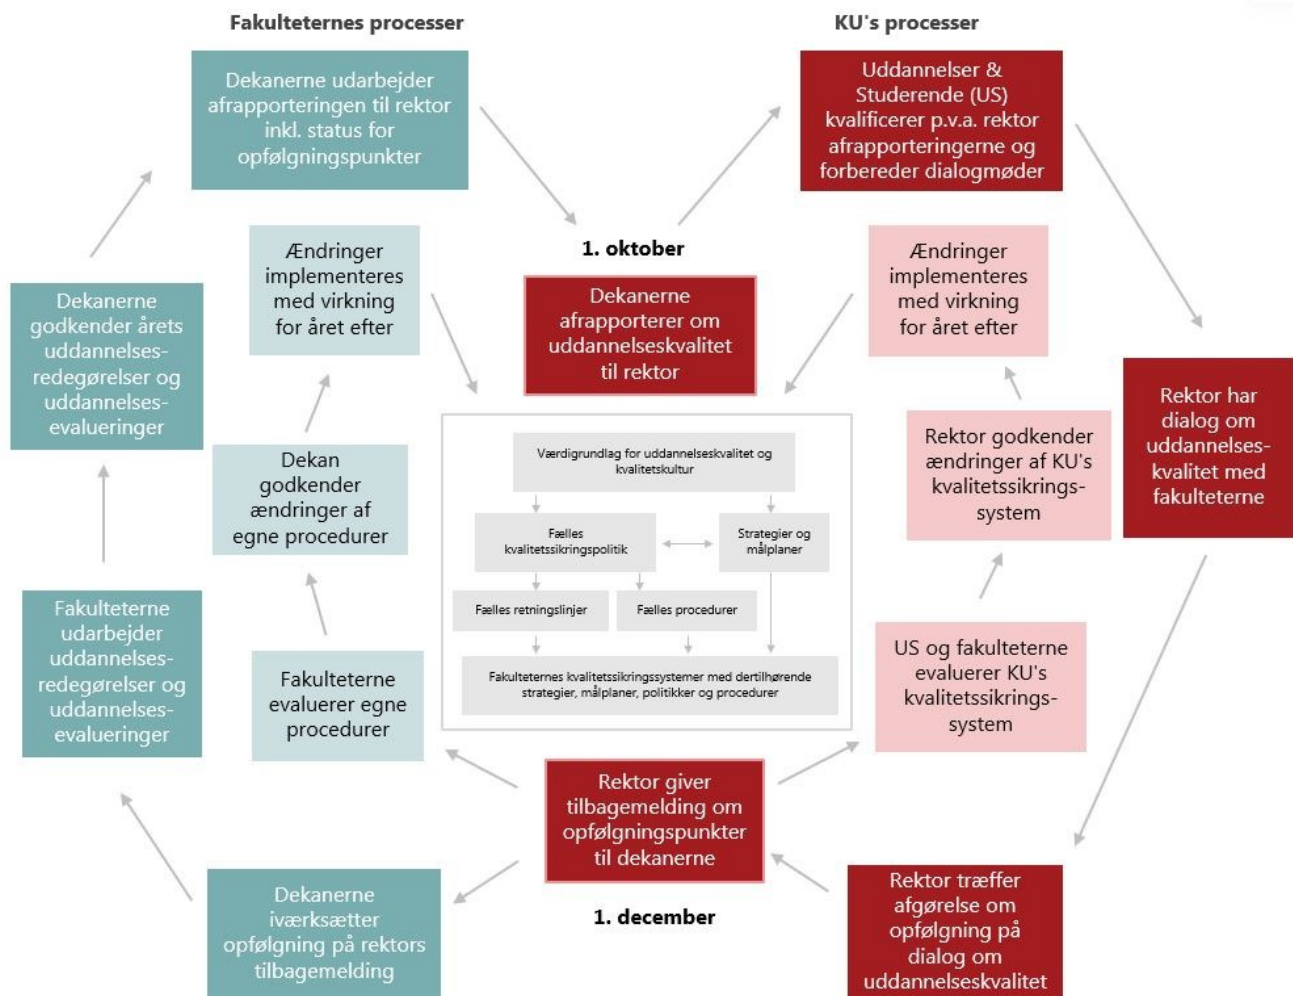 Fakulteternes processer
KU's processer
Dekanerne udarbejder
afrapporteringen til rektor
inkl. status for
opfølgningspunkter
Uddannelser &
Studerende (US)
kvalificerer p.v.a. rektor
afrapporteringerne og
forbereder dialogmøder
1. oktober
Dekanerne
afrapporterer om
uddannelseskvalitet
til rektor
Ændringer
implementeres
med virkning
for året efter
Ændringer
implementeres
med virkning
for året efter
Dekanerne
godkender årets
uddannelses-
redegørelser og
uddannelses-
evalueringer
Rektor har
dialog om
uddannelses-
kvalitet med
fakulteterne
Dekan
godkender
ændringer af
egne procedurer
Rektor godkender
ændringer af KU's
kvalitetssikrings-
system
Værdigrundlag for uddannelseskvalitet og
kvalitetskultur
Fælles
kvalitetssikringspolitik
Strategier og
målplaner
Fælles retningslinjer
Fælles procedurer
Fakulteternes kvalitetssikringssystemer med dertilhørende
strategier, målplaner, politikker og procedurer
Fakulteterne
udarbejder
uddannelses-
redegørelser og
uddannelses-
evalueringer
Fakulteterne
evaluerer egne
procedurer
US og fakulteterne
evaluerer KU's
kvalitetssikrings-
system
Rektor giver
tilbagemelding om
opfølgningspunkter
til dekanerne
1. december
Dekanerne
iværksætter
opfølgning på rektors
tilbagemelding
Rektor træffer
afgørelse om
opfølgning på
dialog om
uddannelseskvalitet